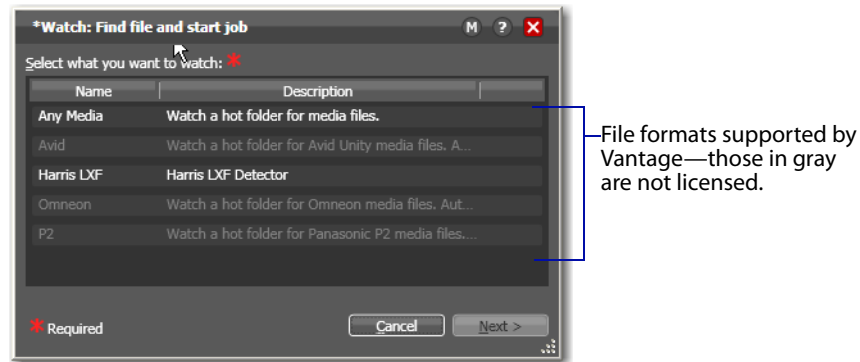 *Watch: Find file and start job M ? X
Select what you want to watch: *
Name Description
Any Media Watch a hot folder for media files.
Avid Watch a hot folder for Avid Unity media files. A...
Harris LXF Harris LXF Detector
Omneon Watch a hot folder for Omneon media files. Aut...
P2 Watch a hot folder for Panasonic P2 media files....
* Required Cancel Next >
File formats supported by
Vantage—those in gray
are not licensed.